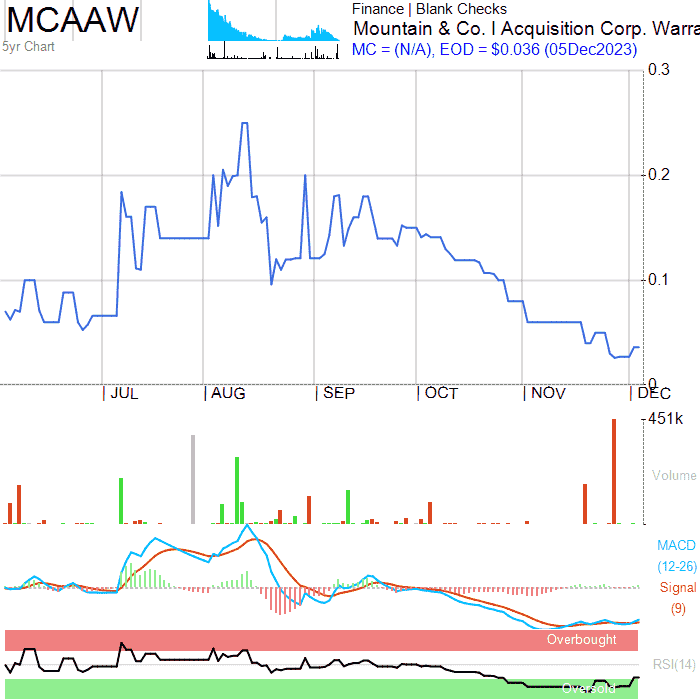 MCAAW
Finance | Blank Checks
Mountain & Co. I Acquisition Corp. Warra
5yr Chart
MC = (N/A), EOD = $0.036 (05Dec2023)
0.3
0.2
0.1
0
| JUL | AUG | SEP | OCT | NOV | DEC
451k
Volume
MACD
(12-26)
Signal
(9)
Overbought
RSI(14)
Oversold